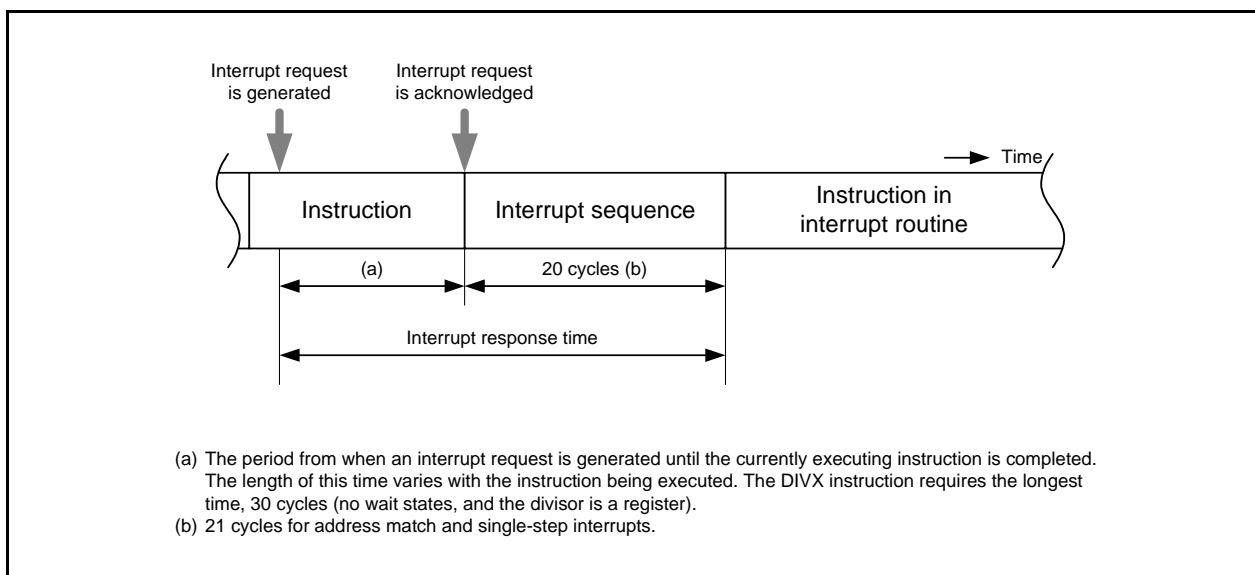 Interrupt request
is generated
Interrupt request
is acknowledged
Time
Instruction
Interrupt sequence
Instruction in
interrupt routine
(a)
20 cycles (b)
Interrupt response time
(a) The period from when an interrupt request is generated until the currently executing instruction is completed.
The length of this time varies with the instruction being executed. The DIVX instruction requires the longest
time, 30 cycles (no wait states, and the divisor is a register).
(b) 21 cycles for address match and single-step interrupts.